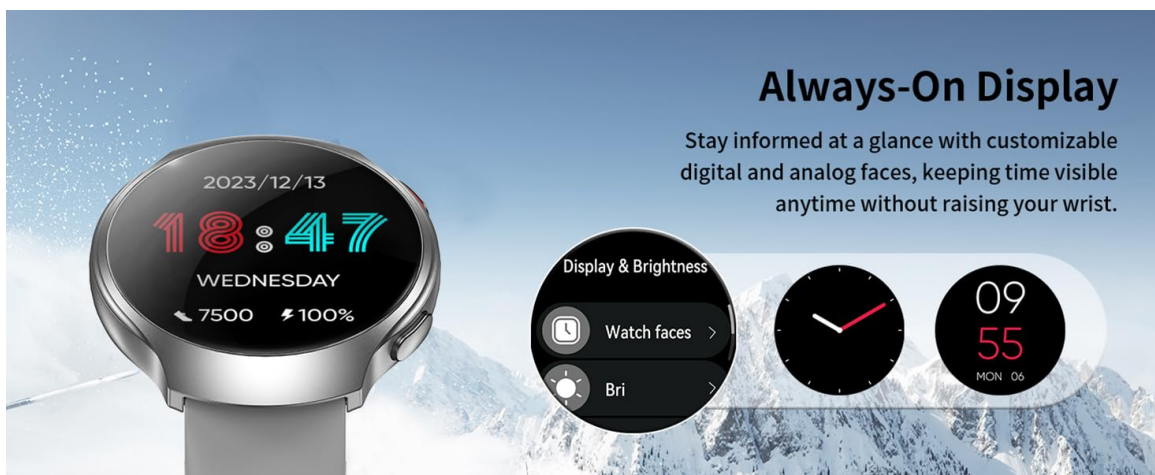 Always-On Display
Stay informed at a glance with customizable
digital and analog faces, keeping time visible
anytime without raising your wrist.
2023/12/13
18:47
WEDNESDAY
7500 100%
Display & Brightness
Watch faces
Bri
09
55
MON 06